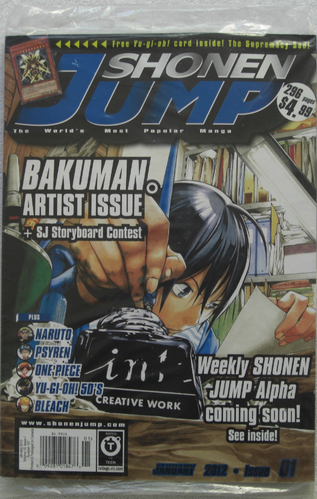 Free Yu-Gi-Oh! card inside! The Supremacy Sun!
SHONEN
JUMP
The World's Most Popular Manga
296 pages
$4.99
BAKUMAN.
ARTIST ISSUE
+ SJ Storyboard Contest
PLUS
NARUTO
PSYREN
ONE PIECE
YU-GI-OH! 5D'S
BLEACH
ink
CREATIVE WORK
Weekly SHONEN
JUMP Alpha
coming soon!
See inside!
www.shonenjump.com
JANUARY 2012 • Issue 01